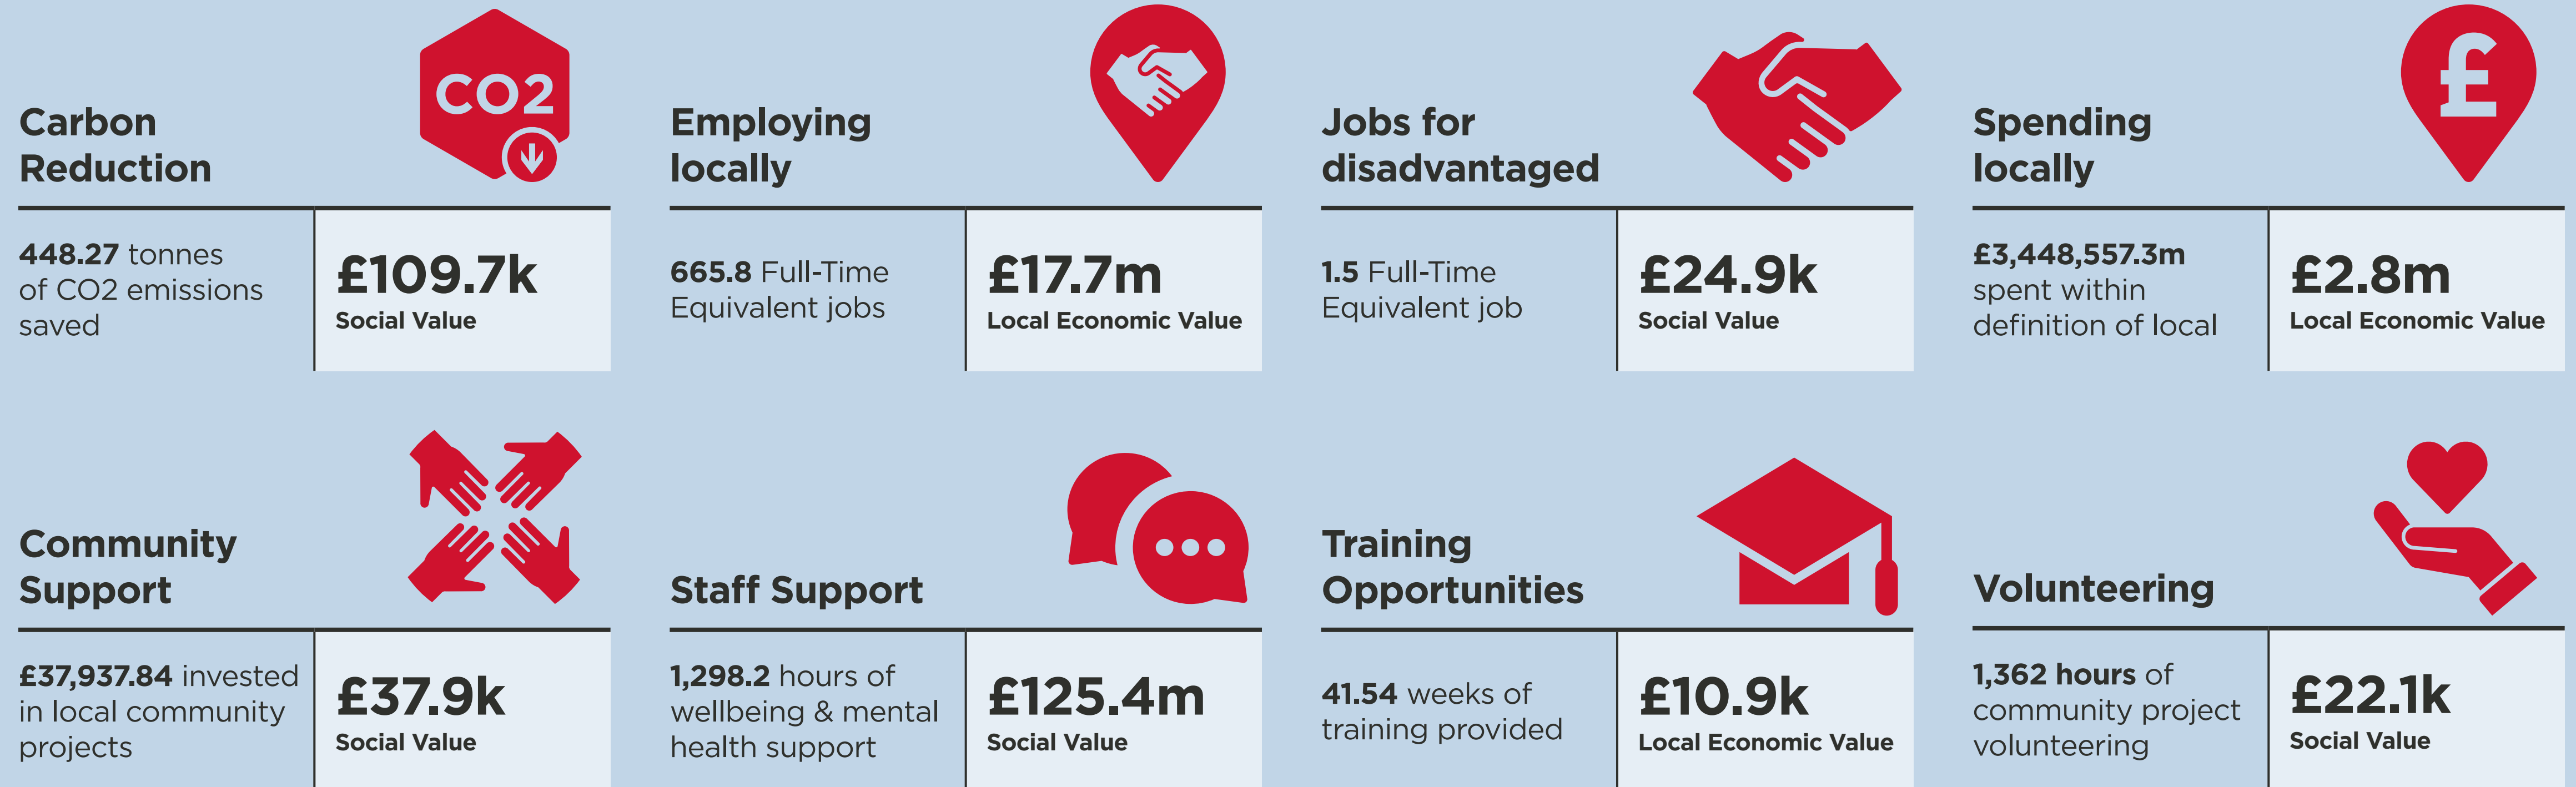 CO2
Carbon
Reduction
448.27 tonnes
of CO2 emissions
saved
£109.7k
Social Value
Employing
locally
665.8 Full-Time
Equivalent jobs
£17.7m
Local Economic Value
Jobs for
disadvantaged
1.5 Full-Time
Equivalent job
£24.9k
Social Value
£
Spending
locally
£3,448,557.3m
spent within
definition of local
£2.8m
Local Economic Value
Community
Support
£37,937.84 invested
in local community
projects
£37.9k
Social Value
Staff Support
1,298.2 hours of
wellbeing & mental
health support
£125.4m
Social Value
Training
Opportunities
41.54 weeks of
training provided
£10.9k
Local Economic Value
Volunteering
1,362 hours of
community project
volunteering
£22.1k
Social Value